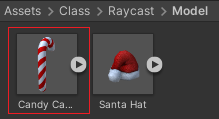 Assets > Class > Raycast > Model
Candy Ca...
Santa Hat